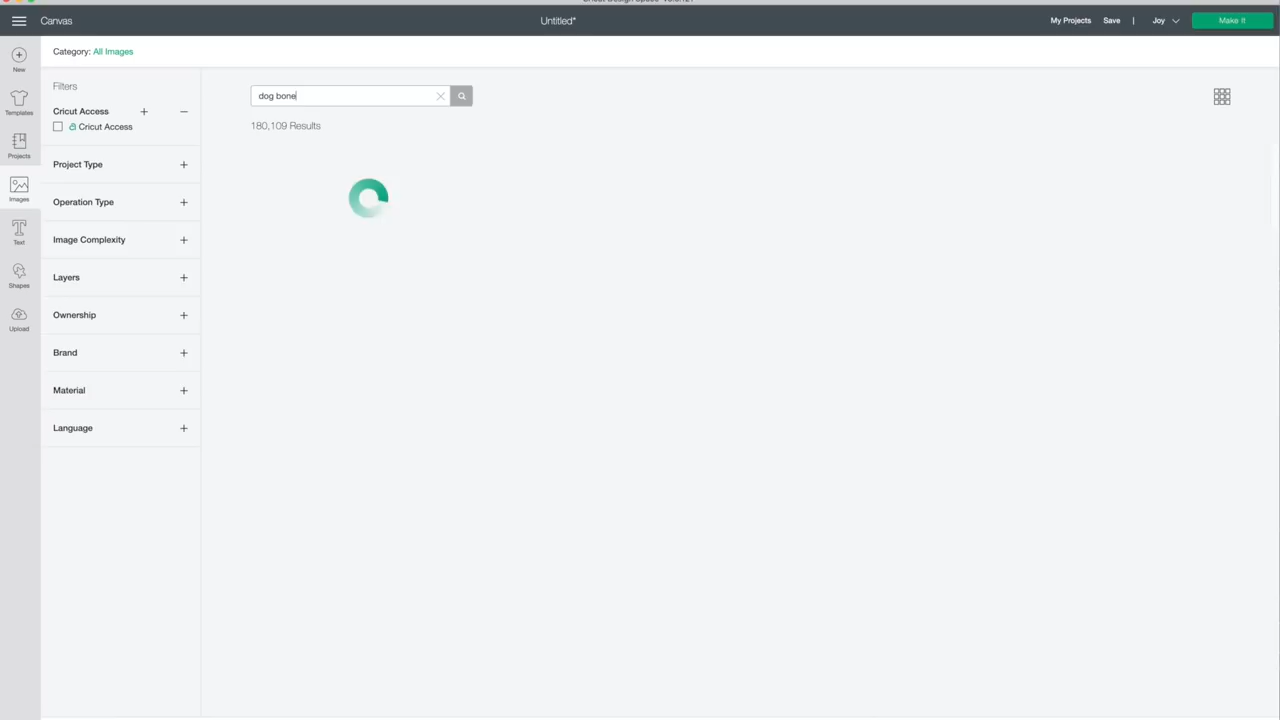 Canvas
Untitled*
My Projects
Save
|
Joy
Make It
Category: All Images
New
Templates
Projects
Images
Text
Shapes
Upload
Filters
Cricut Access
Cricut Access
Project Type
Operation Type
Image Complexity
Layers
Ownership
Brand
Material
Language
dog bone
180,109 Results